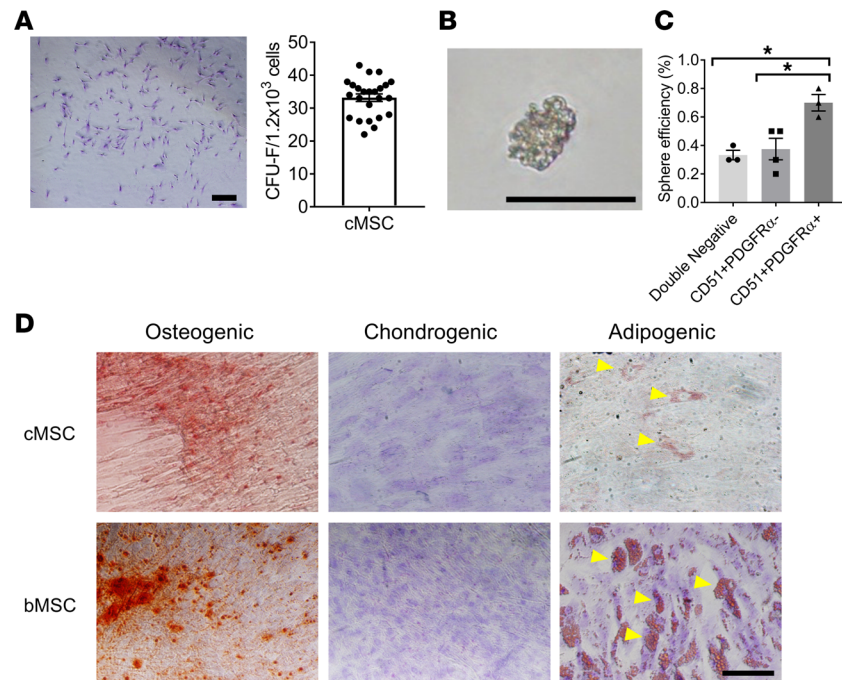 A
CFU-F/1.2x10³ cells
50
40
30
20
10
0
cMSC
B
C
Sphere efficiency (%)
1.0
0.8
0.6
0.4
0.2
0.0
*
*
Double Negative
CD51+PDGFRα-
CD51+PDGFRα+
D
Osteogenic
Chondrogenic
Adipogenic
cMSC
bMSC